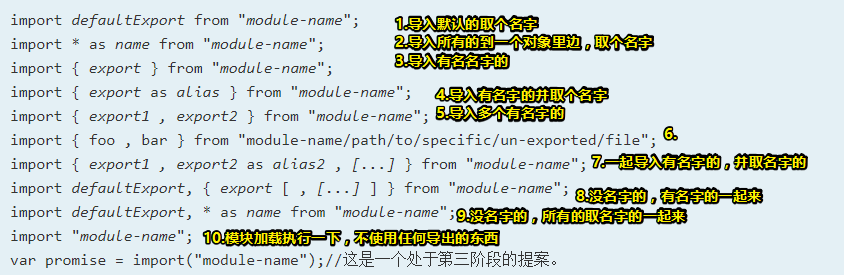 import defaultExport from "module-name"; 1.导入默认的取个名字
import * as name from "module-name"; 2.导入所有的到一个对象里边，取个名字
import { export } from "module-name"; 3.导入有名名字的
import { export as alias } from "module-name"; 4.导入有名字的并取个名字
import { export1 , export2 } from "module-name"; 5.导入多个有名字的
import { foo , bar } from "module-name/path/to/specific/un-exported/file"; 6.
import { export1 , export2 as alias2 , [...] } from "module-name"; 7.一起导入有名字的，并取名字的
import defaultExport, { export [ , [...] ] } from "module-name"; 8.没名字的，有名字的一起来
import defaultExport, * as name from "module-name"; 9.没名字的，所有的取名字的一起来
import "module-name"; 10.模块加载执行一下，不使用任何导出的东西
var promise = import("module-name");//这是一个处于第三阶段的提案。